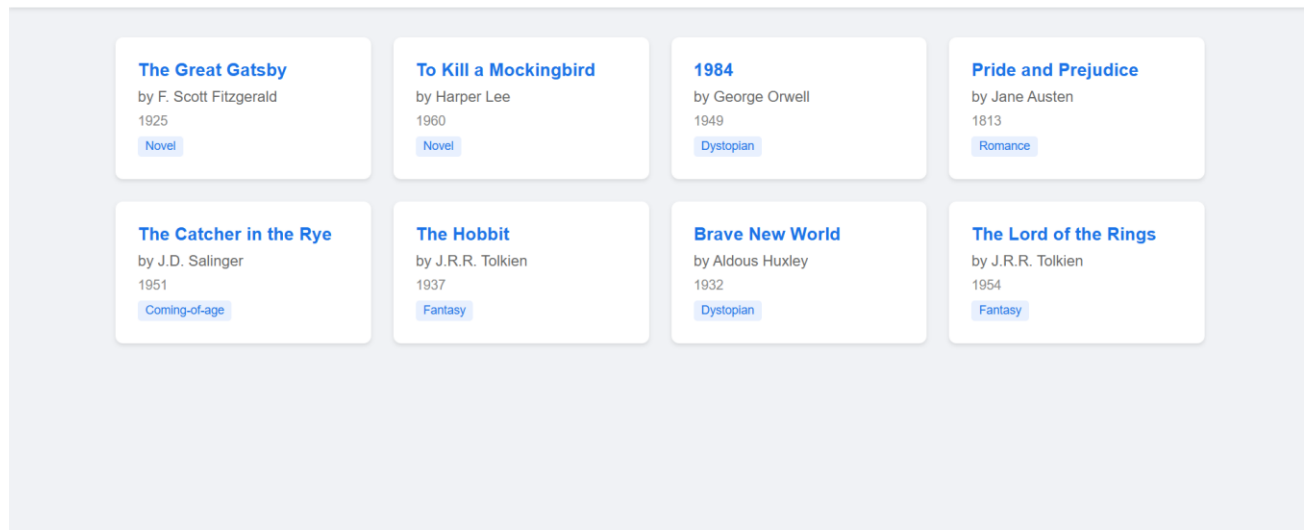 The Great Gatsby
by F. Scott Fitzgerald
1925
Novel
To Kill a Mockingbird
by Harper Lee
1960
Novel
1984
by George Orwell
1949
Dystopian
Pride and Prejudice
by Jane Austen
1813
Romance
The Catcher in the Rye
by J.D. Salinger
1951
Coming-of-age
The Hobbit
by J.R.R. Tolkien
1937
Fantasy
Brave New World
by Aldous Huxley
1932
Dystopian
The Lord of the Rings
by J.R.R. Tolkien
1954
Fantasy